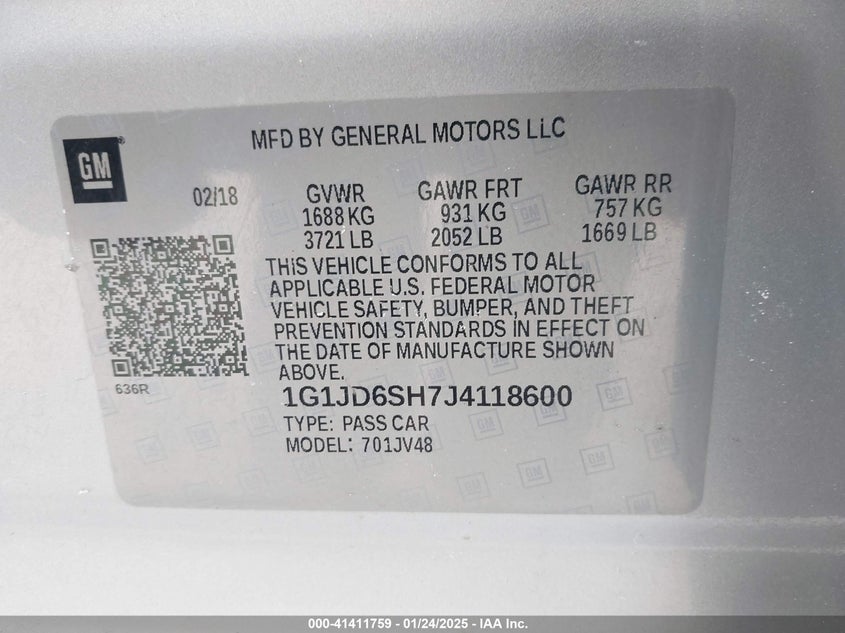 MFD BY GENERAL MOTORS LLC
GM
02/18
GVWR
1688 KG
3721 LB
GAWR FRT
931 KG
2052 LB
GAWR RR
757 KG
1669 LB
THIS VEHICLE CONFORMS TO ALL
APPLICABLE U.S. FEDERAL MOTOR
VEHICLE SAFETY, BUMPER, AND THEFT
PREVENTION STANDARDS IN EFFECT ON
THE DATE OF MANUFACTURE SHOWN
ABOVE.
636R
1G1JD6SH7J4118600
TYPE: PASS CAR
MODEL: 701JV48
000-41411759 - 01/24/2025 - IAA Inc.